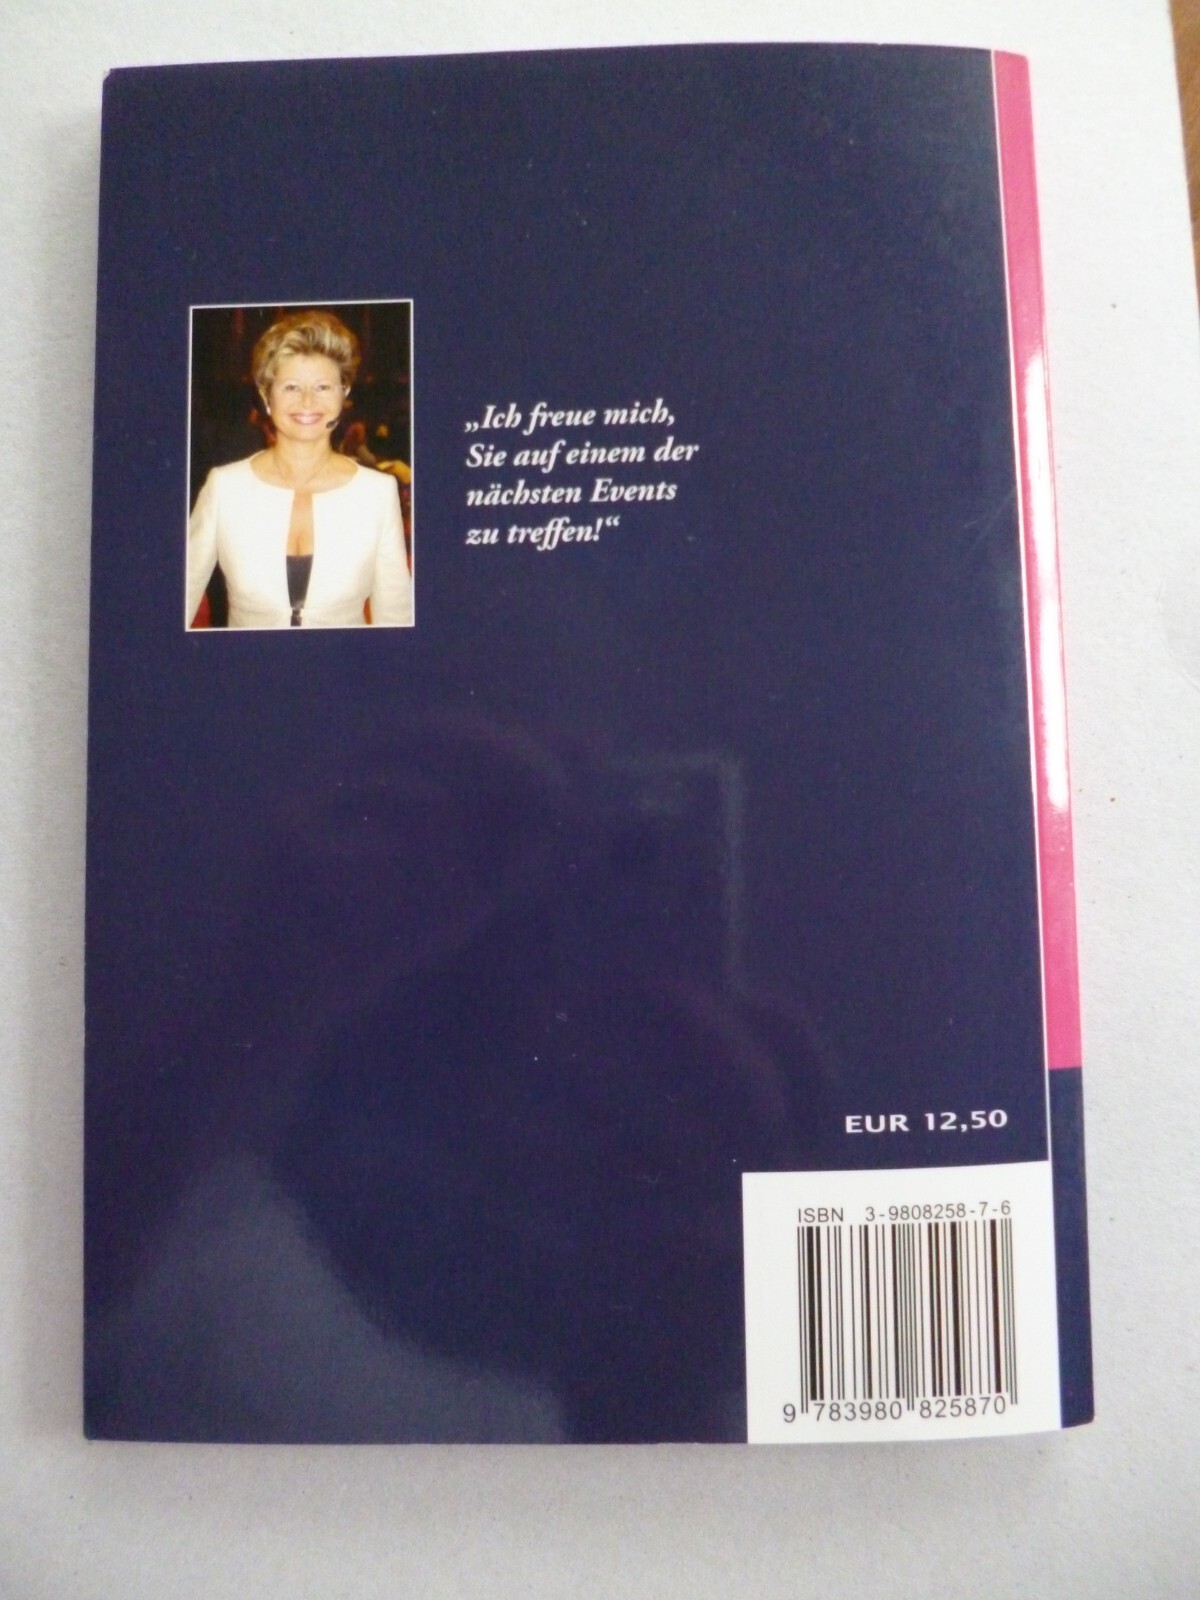 „Ich freue mich,
Sie auf einem der
nächsten Events
zu treffen!“
EUR 12,50
ISBN 3-9808258-7-6
9 783980 825870